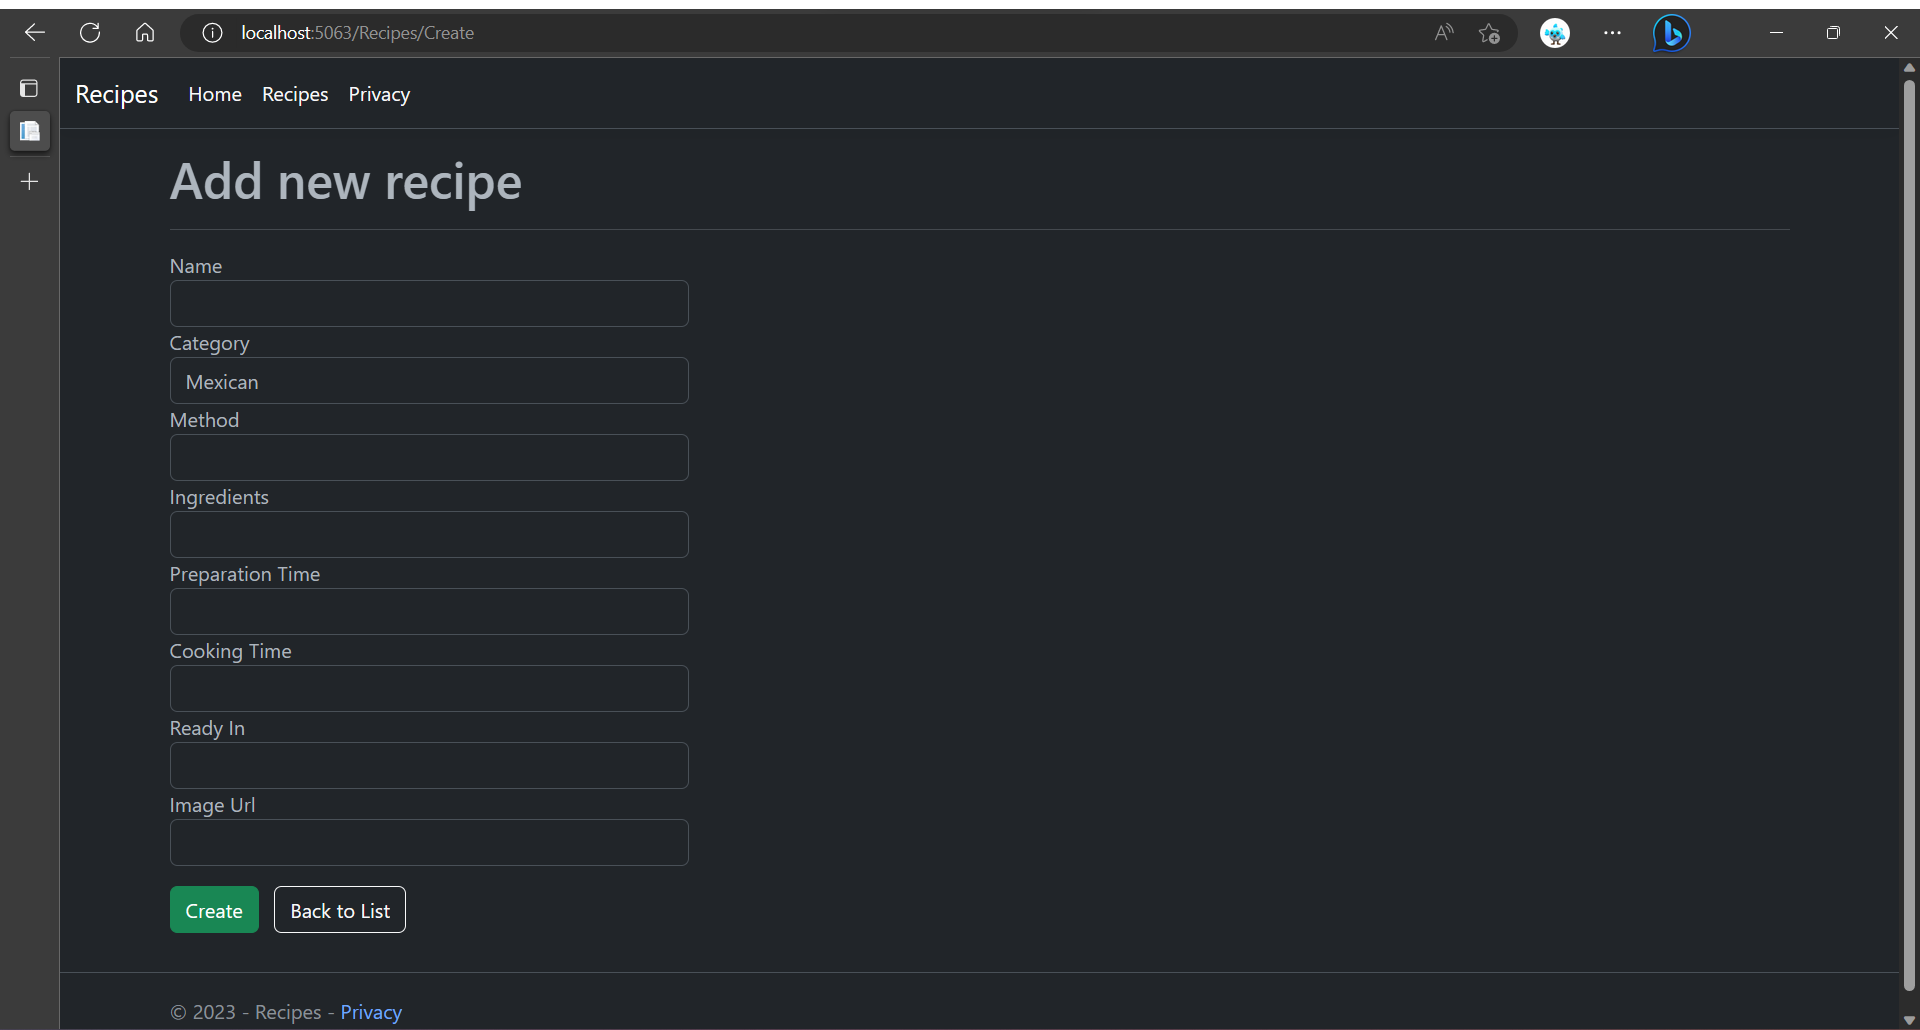 localhost:5063/Recipes/Create
Recipes Home Recipes Privacy
Add new recipe
Name
Category
Mexican
Method
Ingredients
Preparation Time
Cooking Time
Ready In
Image Url
Create Back to List
© 2023 - Recipes - Privacy